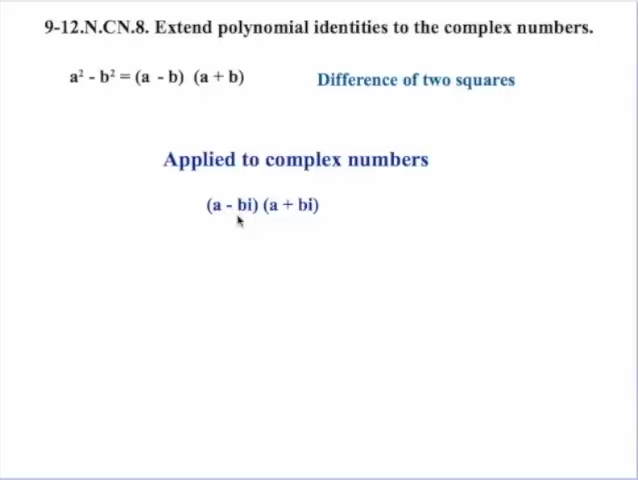 9-12.N.CN.8. Extend polynomial identities to the complex numbers.
a² - b² = (a - b) (a + b) Difference of two squares
Applied to complex numbers
(a - bi) (a + bi)